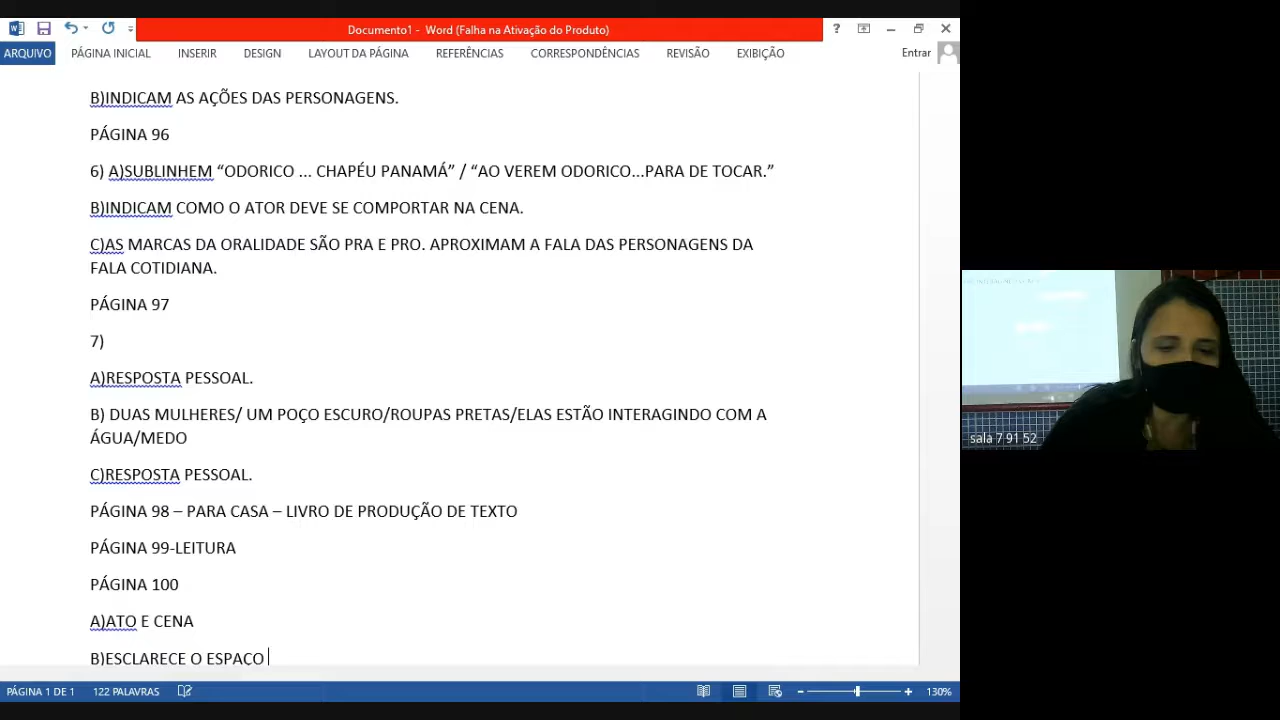 Documento1 - Word (Falha na Ativação do Produto)
ARQUIVO PÁGINA INICIAL INSERIR DESIGN LAYOUT DA PÁGINA REFERÊNCIAS CORRESPONDÊNCIAS REVISÃO EXIBIÇÃO Entrar
B)INDICAM AS AÇÕES DAS PERSONAGENS.
PÁGINA 96
6) A)SUBLINHEM “ODORICO ... CHAPÉU PANAMÁ” / “AO VEREM ODORICO...PARA DE TOCAR.”
B)INDICAM COMO O ATOR DEVE SE COMPORTAR NA CENA.
C)AS MARCAS DA ORALIDADE SÃO PRA E PRO. APROXIMAM A FALA DAS PERSONAGENS DA
FALA COTIDIANA.
PÁGINA 97
7)
A)RESPOSTA PESSOAL.
B) DUAS MULHERES/ UM POÇO ESCURO/ROUPAS PRETAS/ELAS ESTÃO INTERAGINDO COM A
ÁGUA/MEDO
C)RESPOSTA PESSOAL.
PÁGINA 98 – PARA CASA – LIVRO DE PRODUÇÃO DE TEXTO
PÁGINA 99-LEITURA
PÁGINA 100
A)ATO E CENA
B)ESCLARECE O ESPAÇO
sala 7 91 52
PÁGINA 1 DE 1 122 PALAVRAS 130%